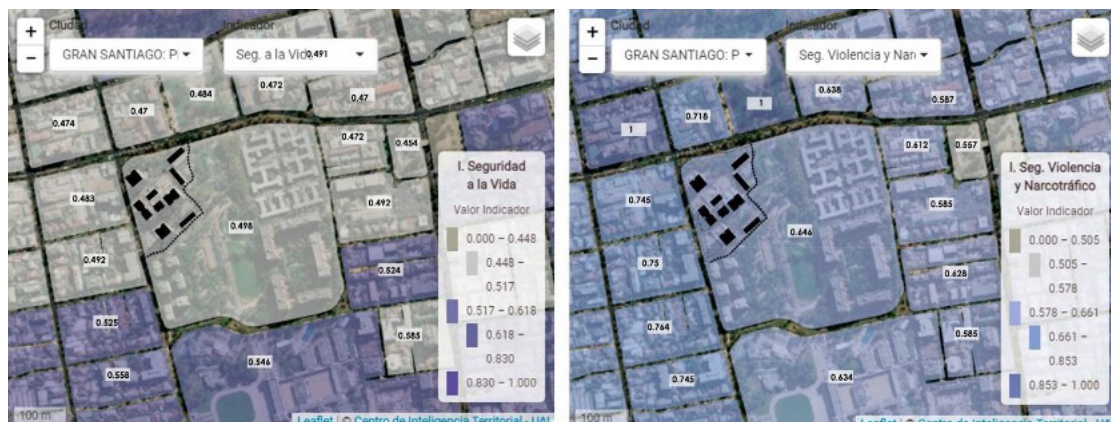 +
−
Ciudad
Indicador
GRAN SANTIAGO: P
Seg. a la Vid
0.491
0.484
0.472
0.47
0.47
0.474
0.472
0.454
0.483
0.498
0.492
0.492
0.524
0.525
0.546
0.558
0.585
I. Seguridad
a la Vida
Valor Indicador
0.000 – 0.448
0.448 –
0.517
0.517 – 0.618
0.618 –
0.830
0.830 – 1.000
100 m
Leaflet | © Centro de Inteligencia Territorial - UAI
+
−
Ciudad
Indicador
GRAN SANTIAGO: P
Seg. Violencia y Nar
0.638
0.587
1
0.718
1
0.612
0.557
0.745
0.646
0.585
0.75
0.628
0.764
0.585
0.745
0.634
I. Seg. Violencia
y Narcotráfico
Valor Indicador
0.000 – 0.505
0.505 –
0.578
0.578 – 0.661
0.661 –
0.853
0.853 – 1.000
100 m
Leaflet | © Centro de Inteligencia Territorial - UA